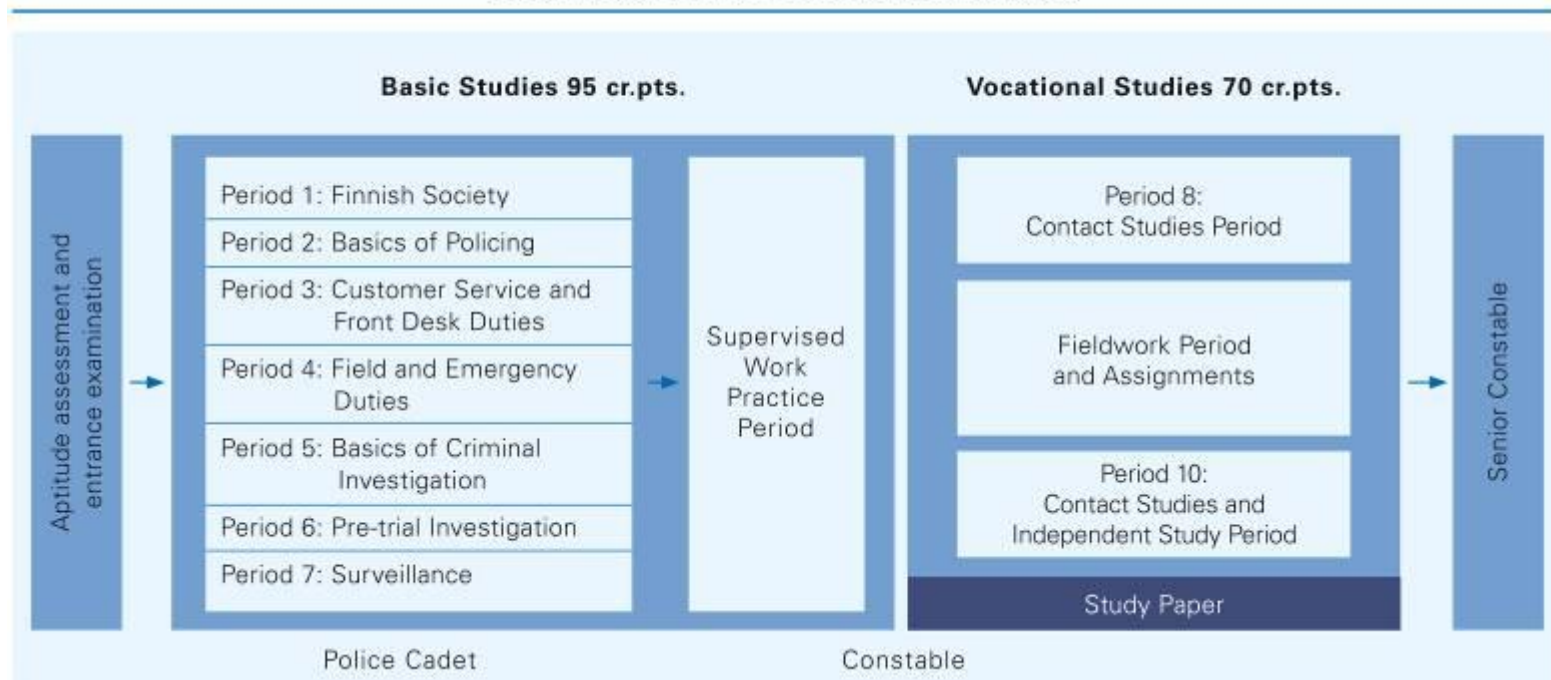 Basic Studies 95 cr.pts.
Vocational Studies 70 cr.pts.
Aptitude assessment and
entrance examination
Period 1: Finnish Society
Period 2: Basics of Policing
Period 3: Customer Service and
Front Desk Duties
Period 4: Field and Emergency
Duties
Period 5: Basics of Criminal
Investigation
Period 6: Pre-trial Investigation
Period 7: Surveillance
Supervised
Work
Practice
Period
Period 8:
Contact Studies Period
Fieldwork Period
and Assignments
Period 10:
Contact Studies and
Independent Study Period
Study Paper
Senior Constable
Police Cadet
Constable